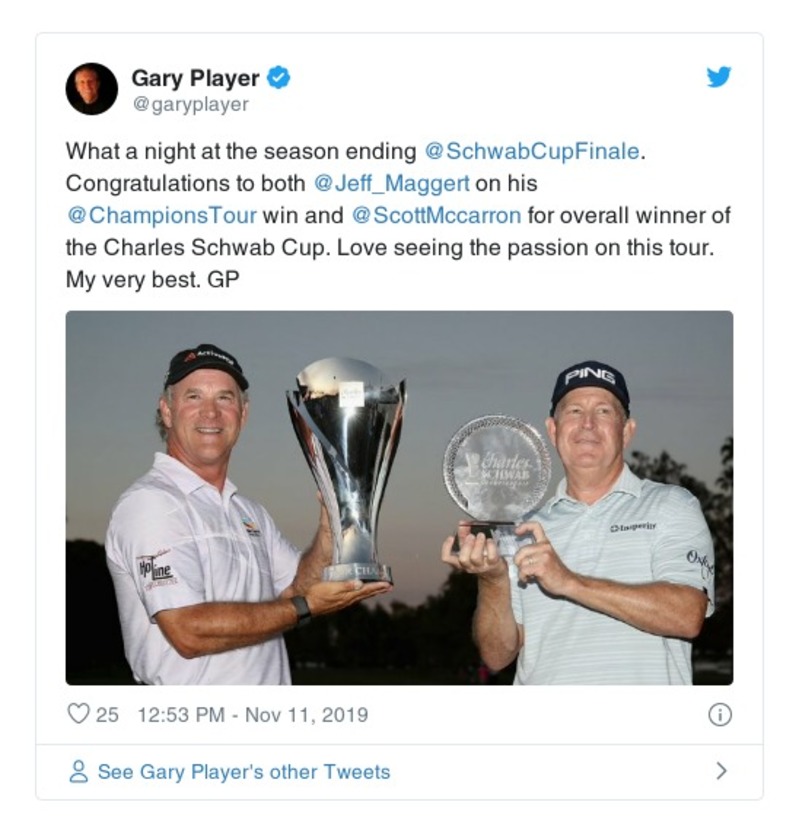 Gary Player
@garyplayer
What a night at the season ending @SchwabCupFinale.
Congratulations to both @Jeff_Maggert on his
@ChampionsTour win and @ScottMccarron for overall winner of
the Charles Schwab Cup. Love seeing the passion on this tour.
My very best. GP
PING
charles
SCHWAB
Insperity
25 12:53 PM - Nov 11, 2019
See Gary Player's other Tweets